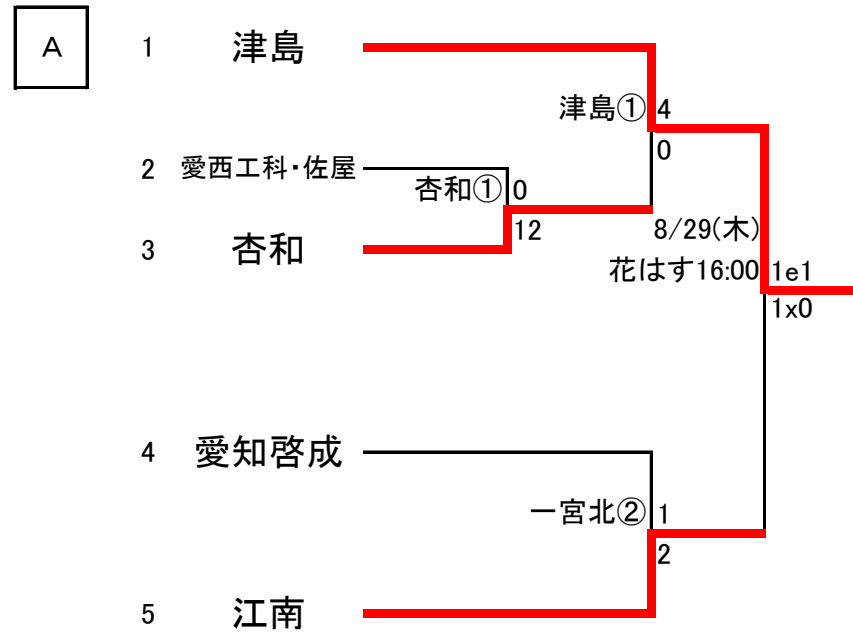 A
1 津島
津島① 4
0
2 愛西工科・佐屋
杏和① 0
12
3 杏和
8/29(木)
花はす16:00 1e1
1x0
4 愛知啓成
一宮北② 1
2
5 江南